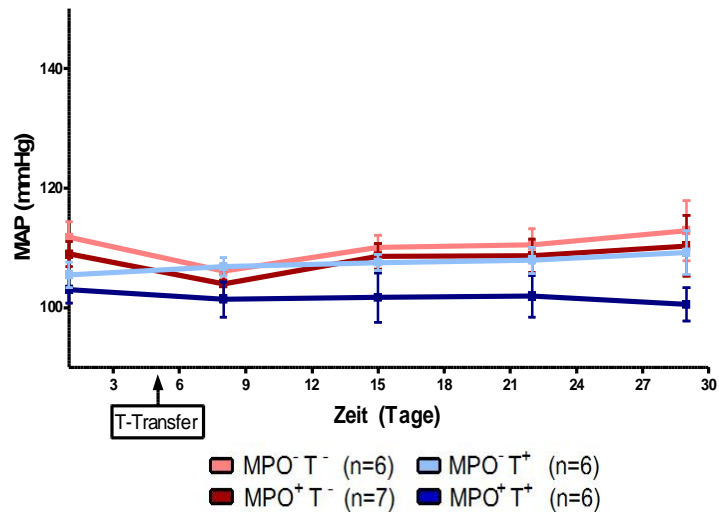 140
120
100
MAP (mmHg)
3 6 9 12 15 18 21 24 27 30
T-Transfer
Zeit (Tage)
MPO⁻ T⁻ (n=6) MPO⁻ T⁺ (n=6)
MPO⁺ T⁻ (n=7) MPO⁺ T⁺ (n=6)